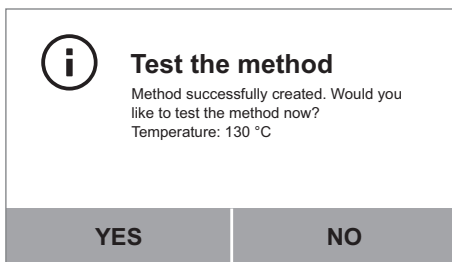 Test the method
Method successfully created. Would you
like to test the method now?
Temperature: 130 °C
YES
NO